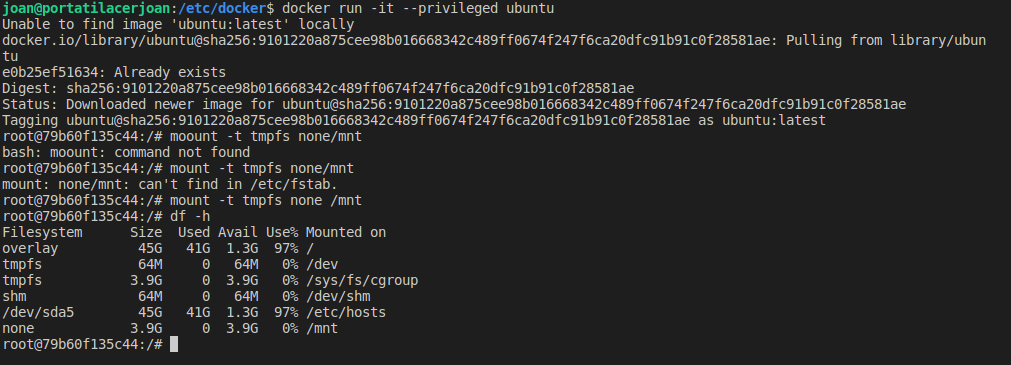 joan@portatilacerjoan:/etc/docker$ docker run -it --privileged ubuntu
Unable to find image 'ubuntu:latest' locally
docker.io/library/ubuntu@sha256:9101220a875cee98b016668342c489ff0674f247f6ca20dfc91b91c0f28581ae: Pulling from library/ubun
tu
e0b25ef51634: Already exists
Digest: sha256:9101220a875cee98b016668342c489ff0674f247f6ca20dfc91b91c0f28581ae
Status: Downloaded newer image for ubuntu@sha256:9101220a875cee98b016668342c489ff0674f247f6ca20dfc91b91c0f28581ae
Tagging ubuntu@sha256:9101220a875cee98b016668342c489ff0674f247f6ca20dfc91b91c0f28581ae as ubuntu:latest
root@79b60f135c44:/# moount -t tmpfs none/mnt
bash: moount: command not found
root@79b60f135c44:/# mount -t tmpfs none/mnt
mount: none/mnt: can't find in /etc/fstab.
root@79b60f135c44:/# mount -t tmpfs none /mnt
root@79b60f135c44:/# df -h
Filesystem      Size  Used Avail Use% Mounted on
overlay          45G   41G  1.3G  97% /
tmpfs            64M     0   64M   0% /dev
tmpfs           3.9G     0  3.9G   0% /sys/fs/cgroup
shm              64M     0   64M   0% /dev/shm
/dev/sda5        45G   41G  1.3G  97% /etc/hosts
none            3.9G     0  3.9G   0% /mnt
root@79b60f135c44:/#